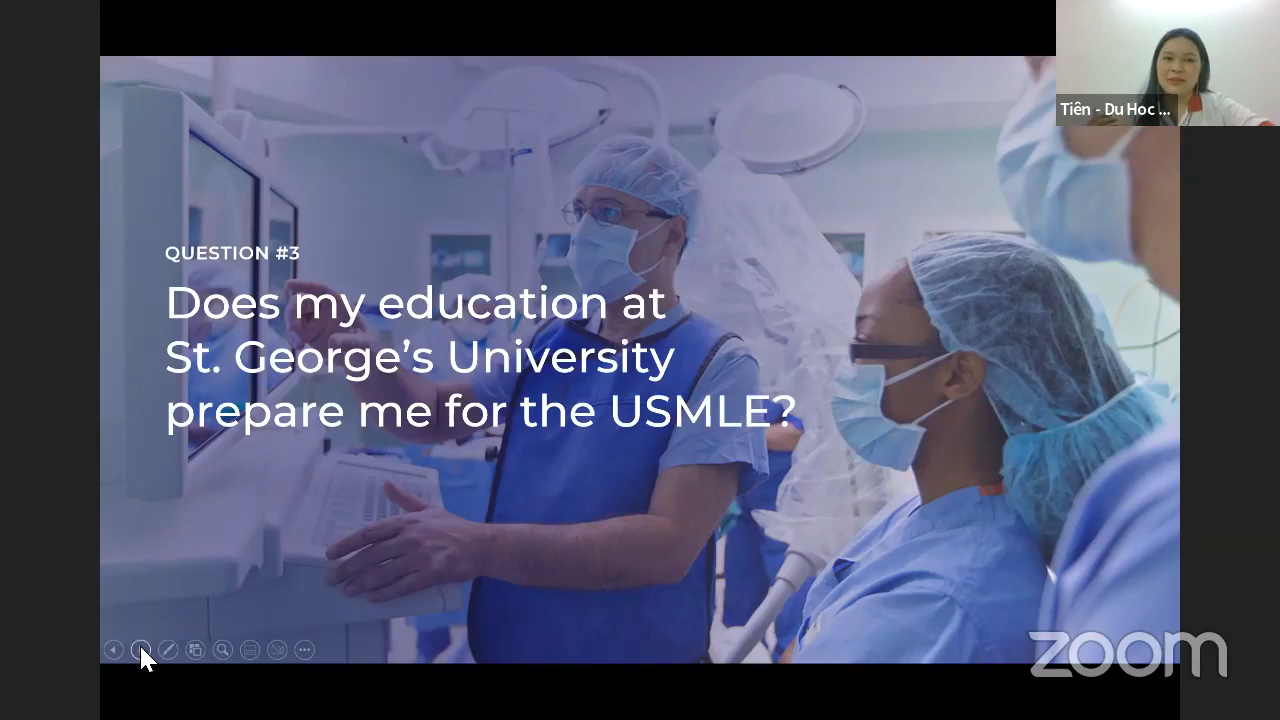 Tiên - Du Hoc ...
QUESTION #3
Does my education at
St. George’s University
prepare me for the USMLE?
zoom